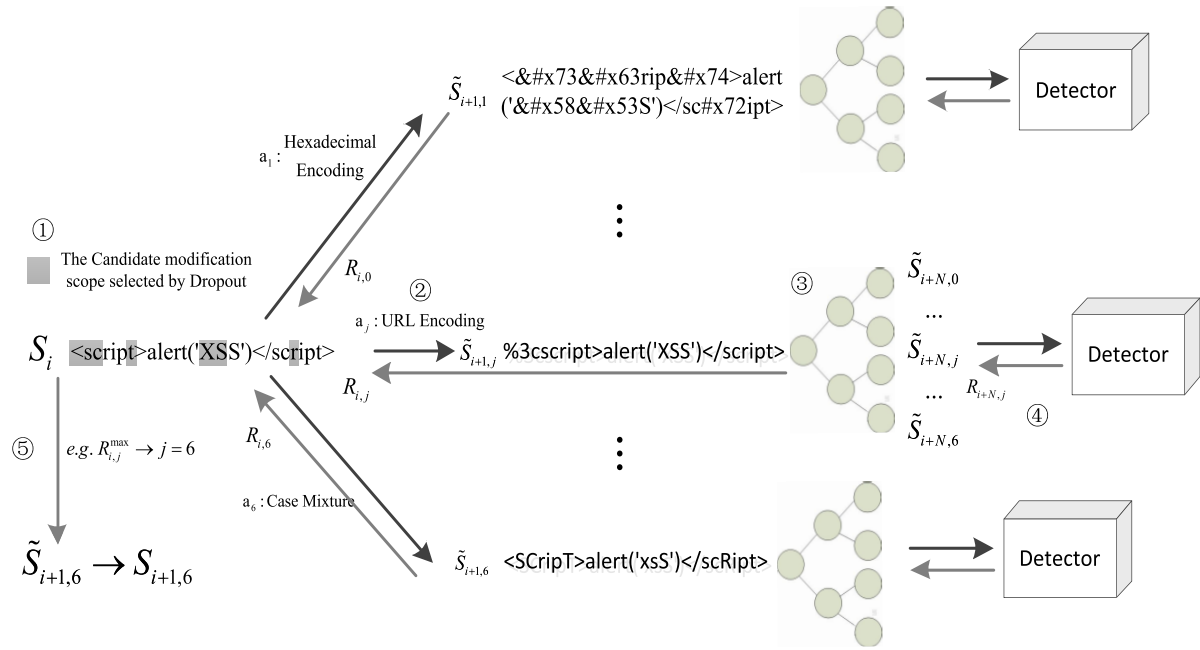 <&#x73&#x63rip&#x74>alert
S̃i+1,1
('&#x58&#x53S')</sc#x72ipt>
Detector
a1 : Hexadecimal
Encoding
①
The Candidate modification
scope selected by Dropout
Ri,0
②
③
S̃i+N,0
...
aj : URL Encoding
Si <script>alert('XSS')</script>
S̃i+1,j %3cscript>alert('XSS')</script>
S̃i+N,j
Detector
Ri,j
Ri+N,j
...
④
S̃i+N,6
Ri,6
⑤
e.g. Rmaxi,j → j = 6
a6 : Case Mixture
S̃i+1,6 → Si+1,6
S̃i+1,6 <SCripT>alert('xsS')</scRipt>
Detector